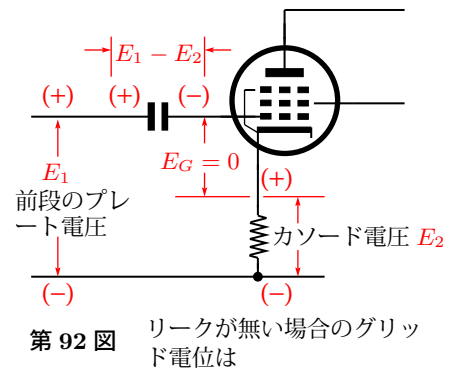 E₁ − E₂
(+) (+) (−)
E₁
E_G = 0
(+)
前段のプレ
ート電圧
カソード電圧 E₂
(−) (−)
第 92 図 リークが無い場合のグリッ
ド電位は